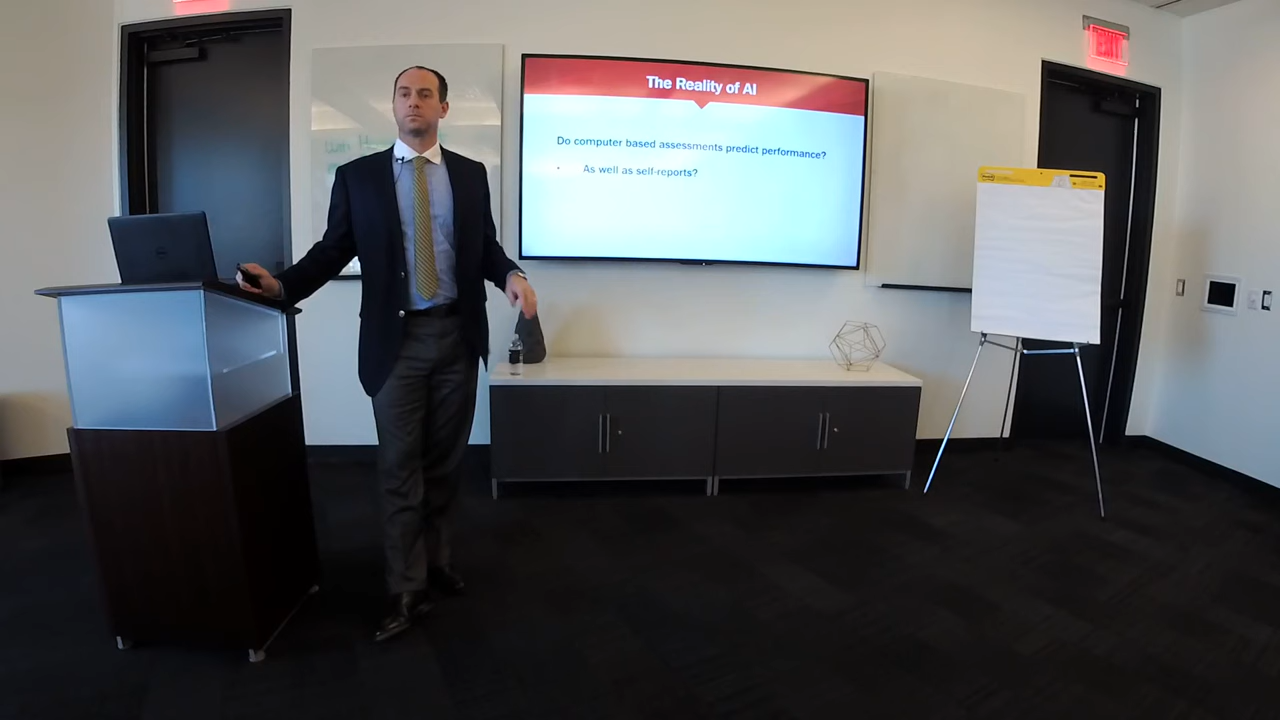 EXIT
The Reality of AI
Do computer based assessments predict performance?
• As well as self-reports?